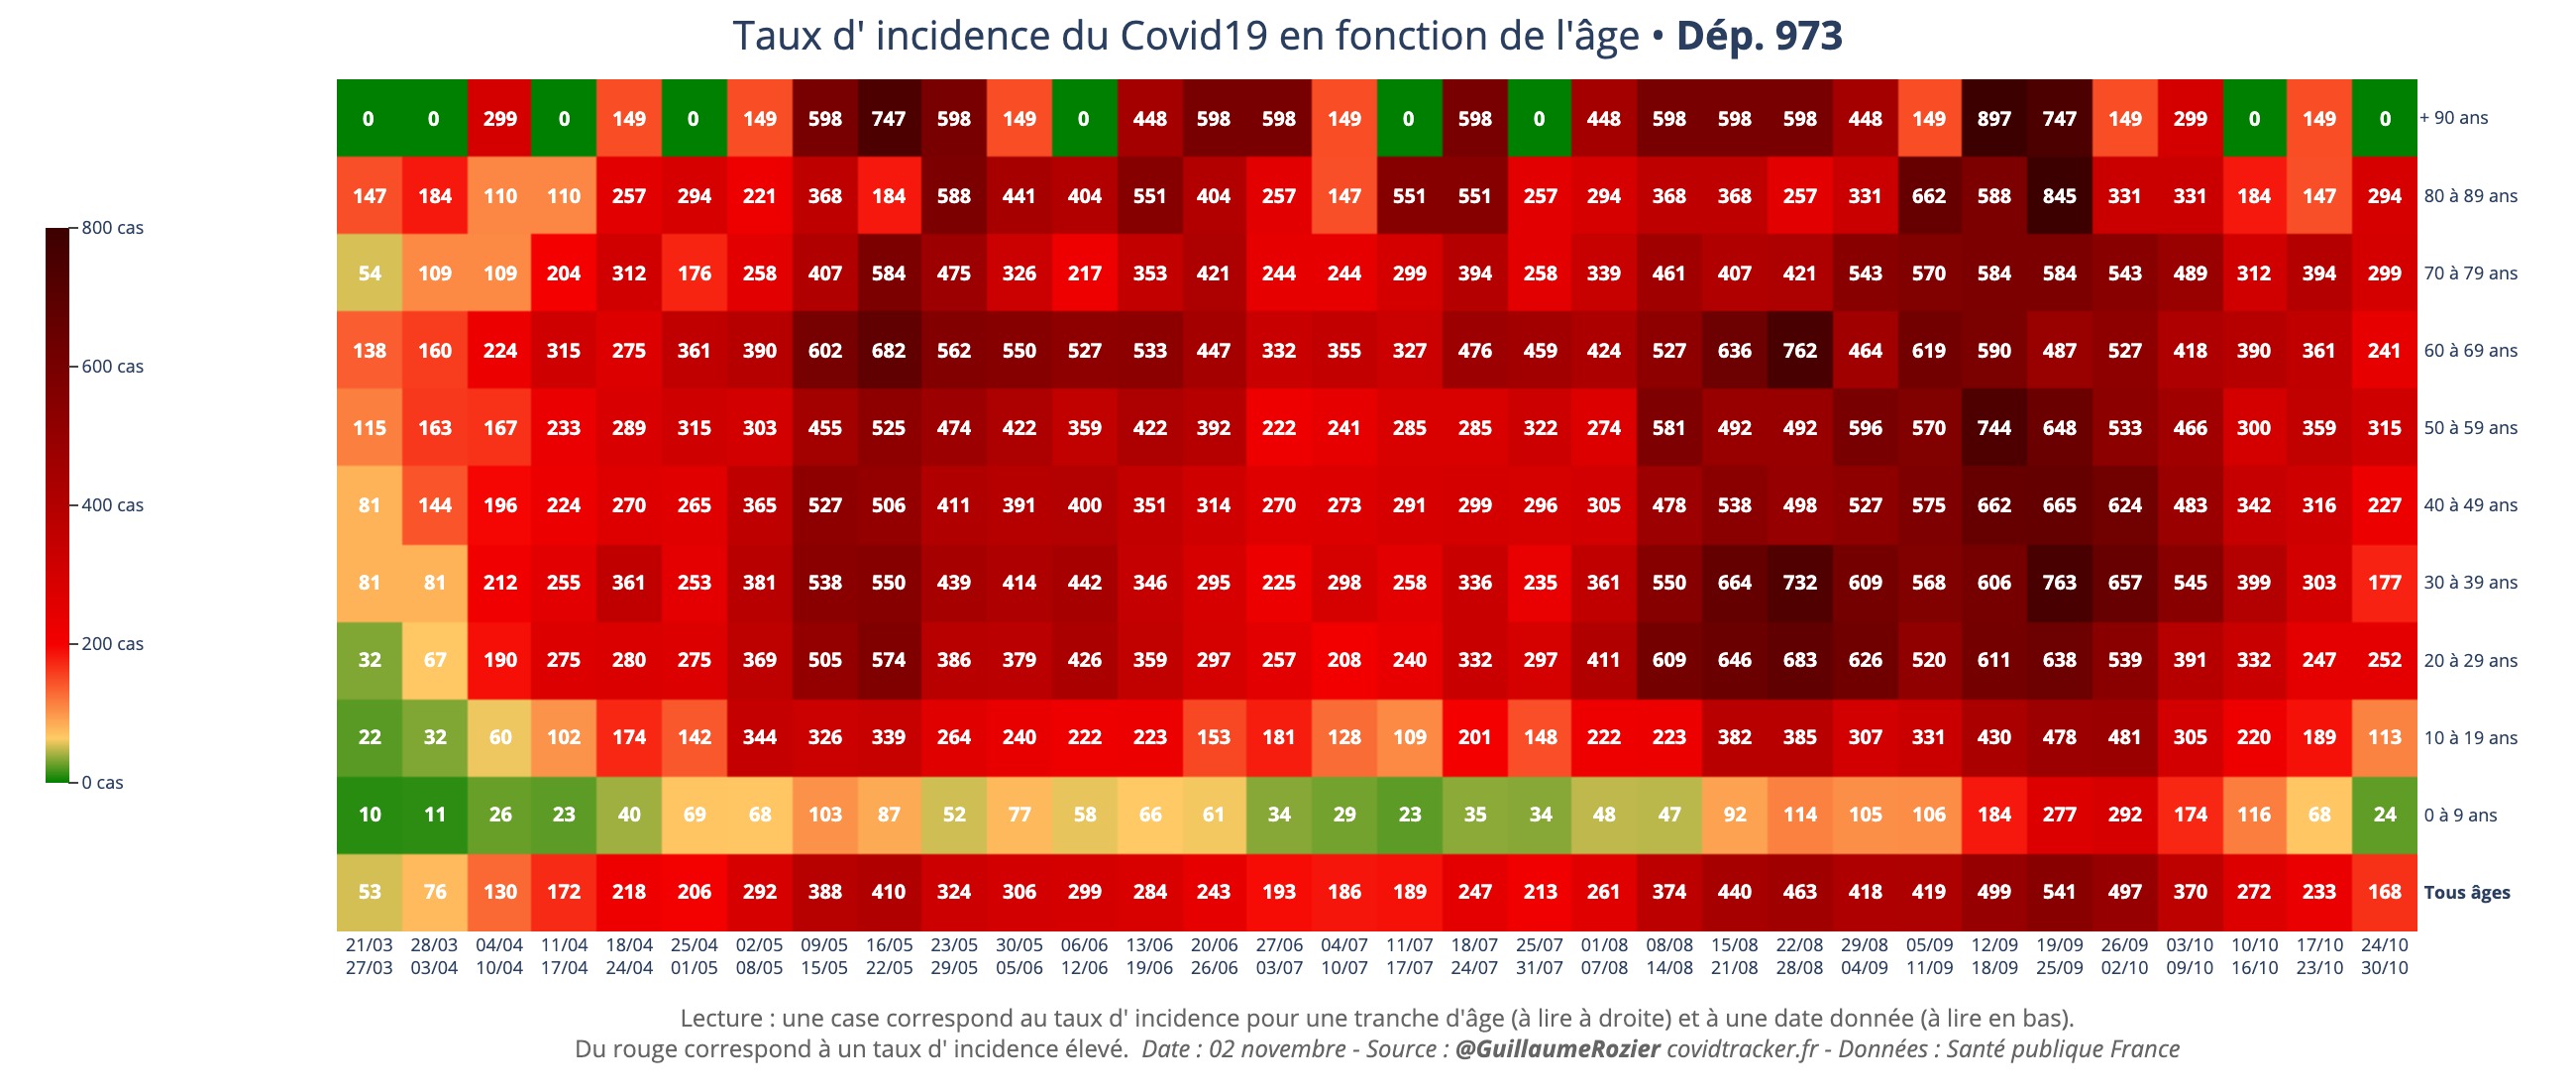 Taux d' incidence du Covid19 en fonction de l'âge • Dép. 973
800 cas
600 cas
400 cas
200 cas
0 cas
0 0 299 0 149 0 149 598 747 598 149 0 448 598 598 149 0 598 0 448 598 598 598 448 149 897 747 149 299 0 149 0 + 90 ans
147 184 110 110 257 294 221 368 184 588 441 404 551 404 257 147 551 551 257 294 368 368 257 331 662 588 845 331 331 184 147 294 80 à 89 ans
54 109 109 204 312 176 258 407 584 475 326 217 353 421 244 244 299 394 258 339 461 407 421 543 570 584 584 543 489 312 394 299 70 à 79 ans
138 160 224 315 275 361 390 602 682 562 550 527 533 447 332 355 327 476 459 424 527 636 762 464 619 590 487 527 418 390 361 241 60 à 69 ans
115 163 167 233 289 315 303 455 525 474 422 359 422 392 222 241 285 285 322 274 581 492 492 596 570 744 648 533 466 300 359 315 50 à 59 ans
81 144 196 224 270 265 365 527 506 411 391 400 351 314 270 273 291 299 296 305 478 538 498 527 575 662 665 624 483 342 316 227 40 à 49 ans
81 81 212 255 361 253 381 538 550 439 414 442 346 295 225 298 258 336 235 361 550 664 732 609 568 606 763 657 545 399 303 177 30 à 39 ans
32 67 190 275 280 275 369 505 574 386 379 426 359 297 257 208 240 332 297 411 609 646 683 626 520 611 638 539 391 332 247 252 20 à 29 ans
22 32 60 102 174 142 344 326 339 264 240 222 223 153 181 128 109 201 148 222 223 382 385 307 331 430 478 481 305 220 189 113 10 à 19 ans
10 11 26 23 40 69 68 103 87 52 77 58 66 61 34 29 23 35 34 48 47 92 114 105 106 184 277 292 174 116 68 24 0 à 9 ans
53 76 130 172 218 206 292 388 410 324 306 299 284 243 193 186 189 247 213 261 374 440 463 418 419 499 541 497 370 272 233 168 Tous âges
21/03 28/03 04/04 11/04 18/04 25/04 02/05 09/05 16/05 23/05 30/05 06/06 13/06 20/06 27/06 04/07 11/07 18/07 25/07 01/08 08/08 15/08 22/08 29/08 05/09 12/09 19/09 26/09 03/10 10/10 17/10 24/10
27/03 03/04 10/04 17/04 24/04 01/05 08/05 15/05 22/05 29/05 05/06 12/06 19/06 26/06 03/07 10/07 17/07 24/07 31/07 07/08 14/08 21/08 28/08 04/09 11/09 18/09 25/09 02/10 09/10 16/10 23/10 30/10
Lecture : une case correspond au taux d' incidence pour une tranche d'âge (à lire à droite) et à une date donnée (à lire en bas).
Du rouge correspond à un taux d' incidence élevé. Date : 02 novembre - Source : @GuillaumeRozier covidtracker.fr - Données : Santé publique France